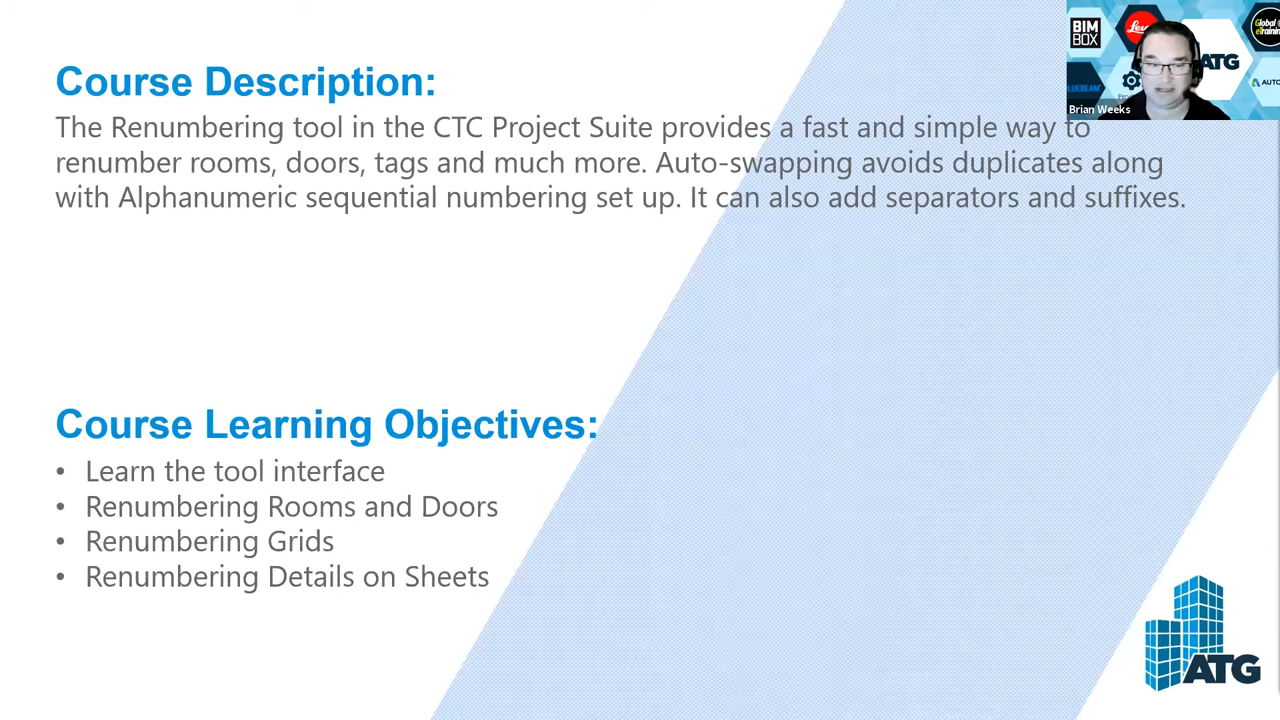 Course Description:
The Renumbering tool in the CTC Project Suite provides a fast and simple way to
renumber rooms, doors, tags and much more. Auto-swapping avoids duplicates along
with Alphanumeric sequential numbering set up. It can also add separators and suffixes.
Course Learning Objectives:
• Learn the tool interface
• Renumbering Rooms and Doors
• Renumbering Grids
• Renumbering Details on Sheets
BIM
BOX
ATG
Brian Weeks
ATG